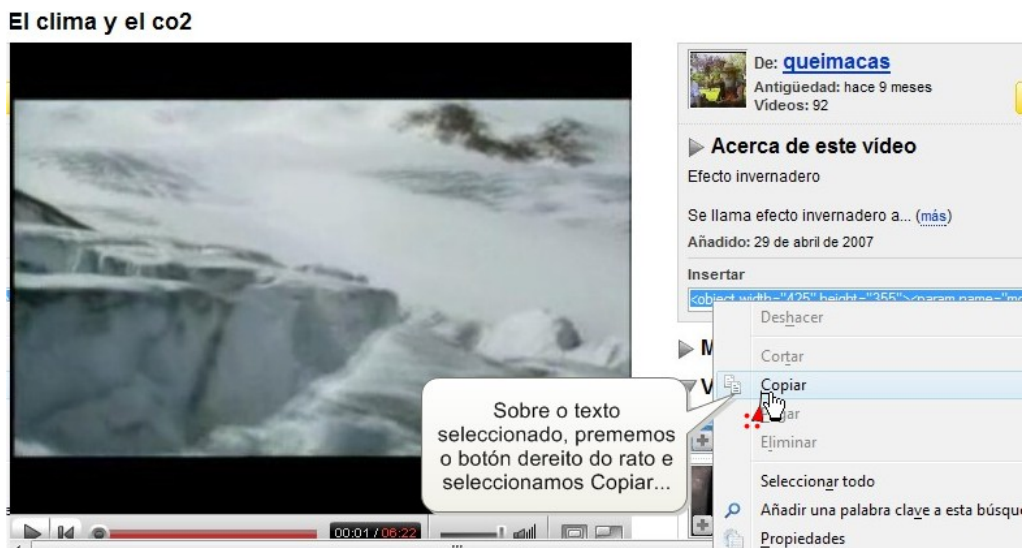 El clima y el co2
De: queimacas
Antigüedad: hace 9 meses
Vídeos: 92
Acerca de este vídeo
Efecto invernadero
Se llama efecto invernadero a... (más)
Añadido: 29 de abril de 2007
Insertar
<object width="425" height="355"><param name="mo
Deshacer
Cortar
M
V
Copiar
Eliminar
Seleccionar todo
Añadir una palabra clave a esta búsque
Propiedades
Sobre o texto
seleccionado, prememos
o botón dereito do rato e
seleccionamos Copiar...
00:01 / 06:22